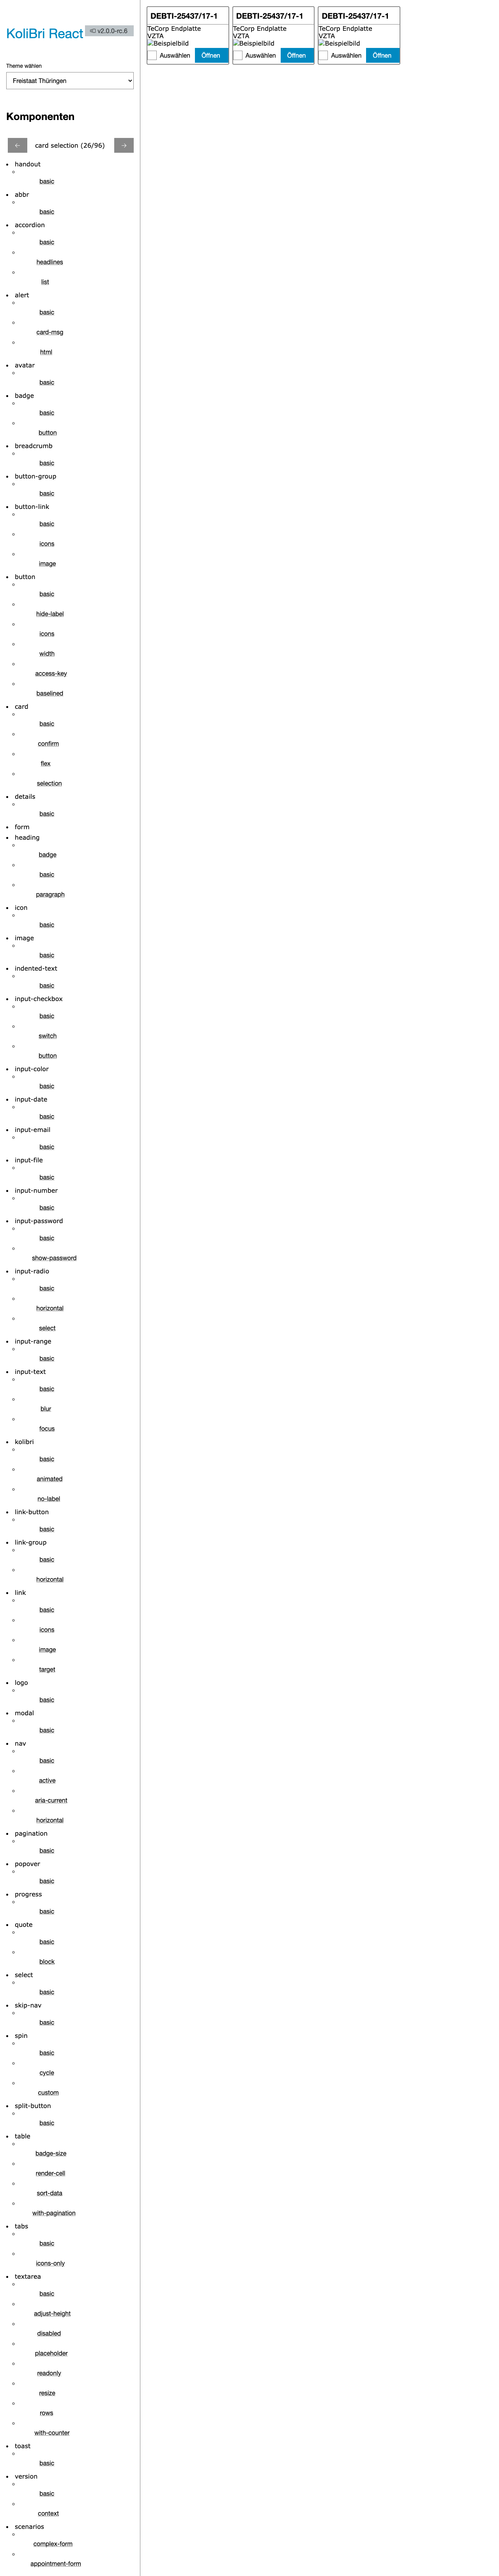 KoliBri React
v2.0.0-rc.6
Theme wählen
Freistaat Thüringen
Komponenten
card selection (26/96)
handout
basic
abbr
basic
accordion
basic
headlines
list
alert
basic
card-msg
html
avatar
basic
badge
basic
button
breadcrumb
basic
button-group
basic
button-link
basic
icons
image
button
basic
hide-label
icons
width
access-key
baselined
card
basic
confirm
flex
selection
details
basic
form
heading
badge
basic
paragraph
icon
basic
image
basic
indented-text
basic
input-checkbox
basic
switch
button
input-color
basic
input-date
basic
input-email
basic
input-file
basic
input-number
basic
input-password
basic
show-password
input-radio
basic
horizontal
select
input-range
basic
input-text
basic
blur
focus
kolibri
basic
animated
no-label
link-button
basic
link-group
basic
horizontal
link
basic
icons
image
target
logo
basic
modal
basic
nav
basic
active
aria-current
horizontal
pagination
basic
popover
basic
progress
basic
quote
basic
block
select
basic
skip-nav
basic
spin
basic
cycle
custom
split-button
basic
table
badge-size
render-cell
sort-data
with-pagination
tabs
basic
icons-only
textarea
basic
adjust-height
disabled
placeholder
readonly
resize
rows
with-counter
toast
basic
version
basic
context
scenarios
complex-form
appointment-form
DEBTI-25437/17-1
TeCorp Endplatte
VZTA
Beispielbild
Auswählen Öffnen
DEBTI-25437/17-1
TeCorp Endplatte
VZTA
Beispielbild
Auswählen Öffnen
DEBTI-25437/17-1
TeCorp Endplatte
VZTA
Beispielbild
Auswählen Öffnen